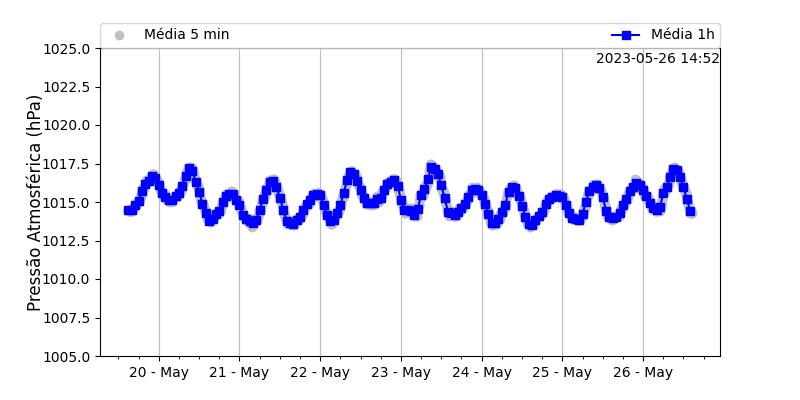 Média 5 min
Média 1h
2023-05-26 14:52
Pressão Atmosférica (hPa)
1025.0
1022.5
1020.0
1017.5
1015.0
1012.5
1010.0
1007.5
1005.0
20 - May
21 - May
22 - May
23 - May
24 - May
25 - May
26 - May